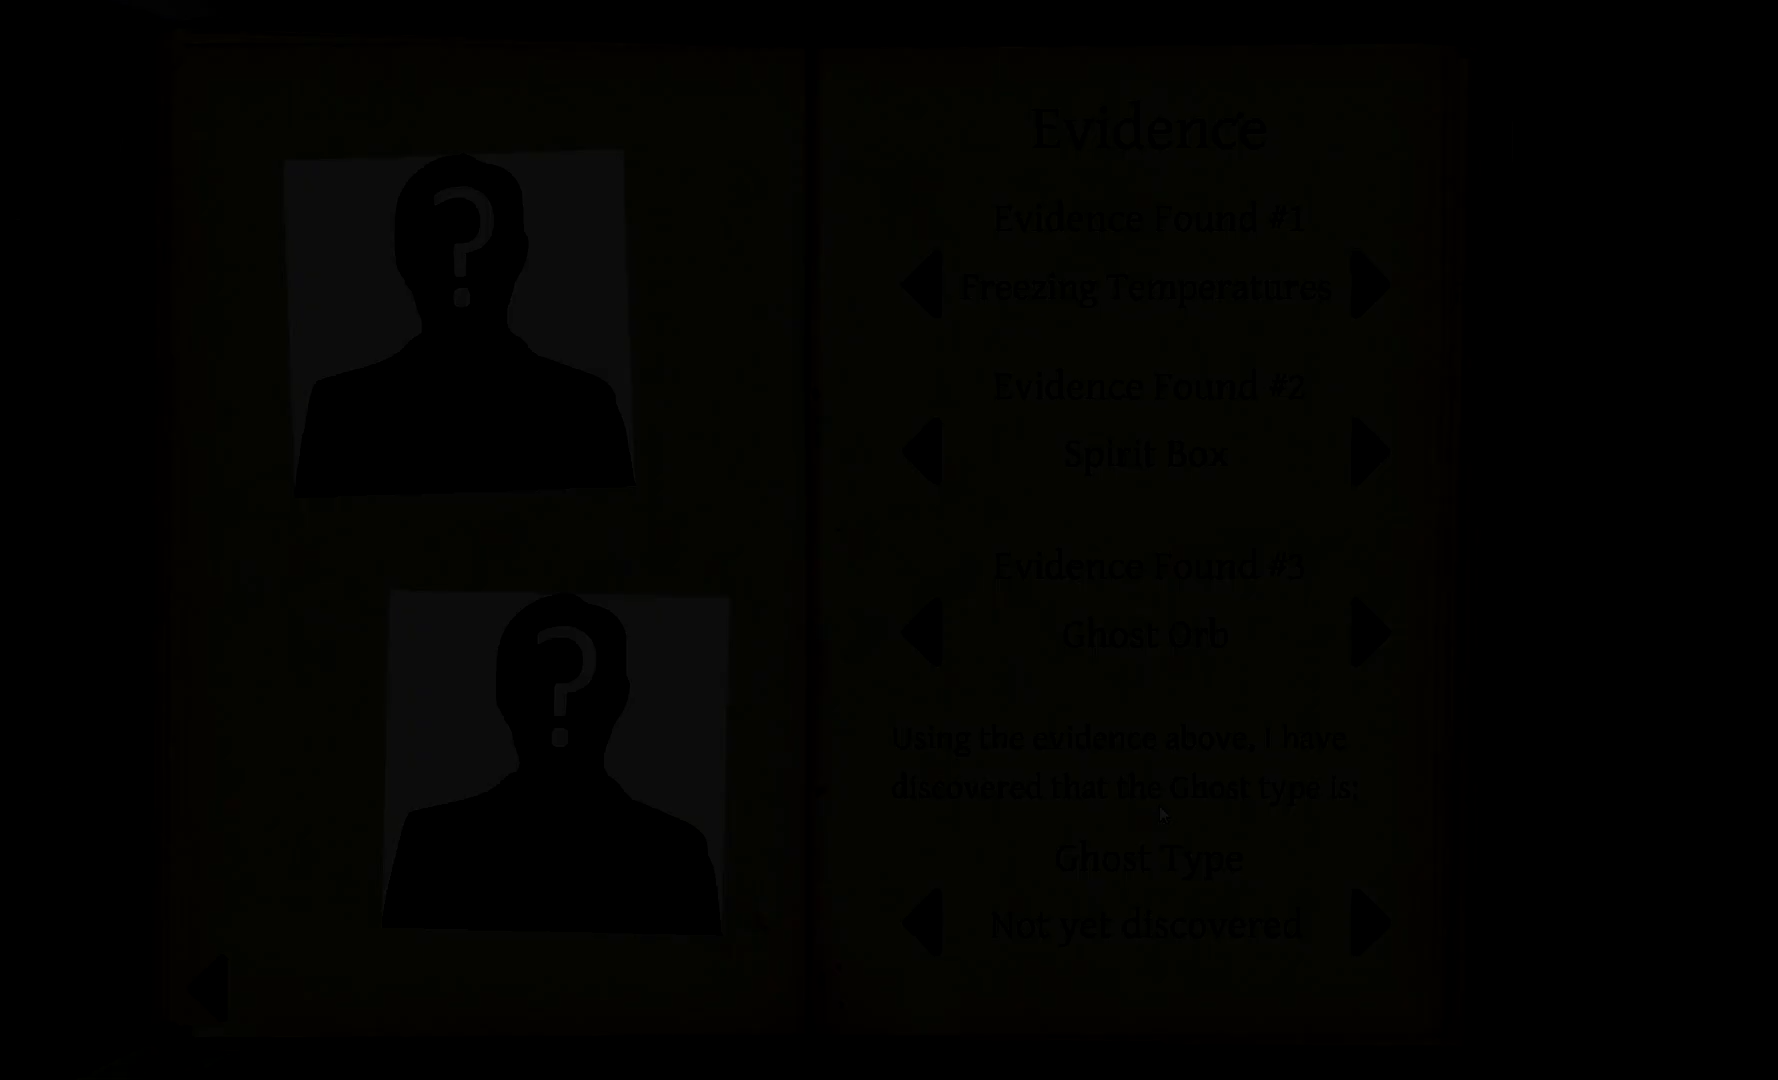 Evidence
Evidence Found #1
Freezing Temperatures
Evidence Found #2
Spirit Box
Evidence Found #3
Ghost Orb
Using the evidence above, I have
discovered that the Ghost type is:
Ghost Type
Not yet discovered